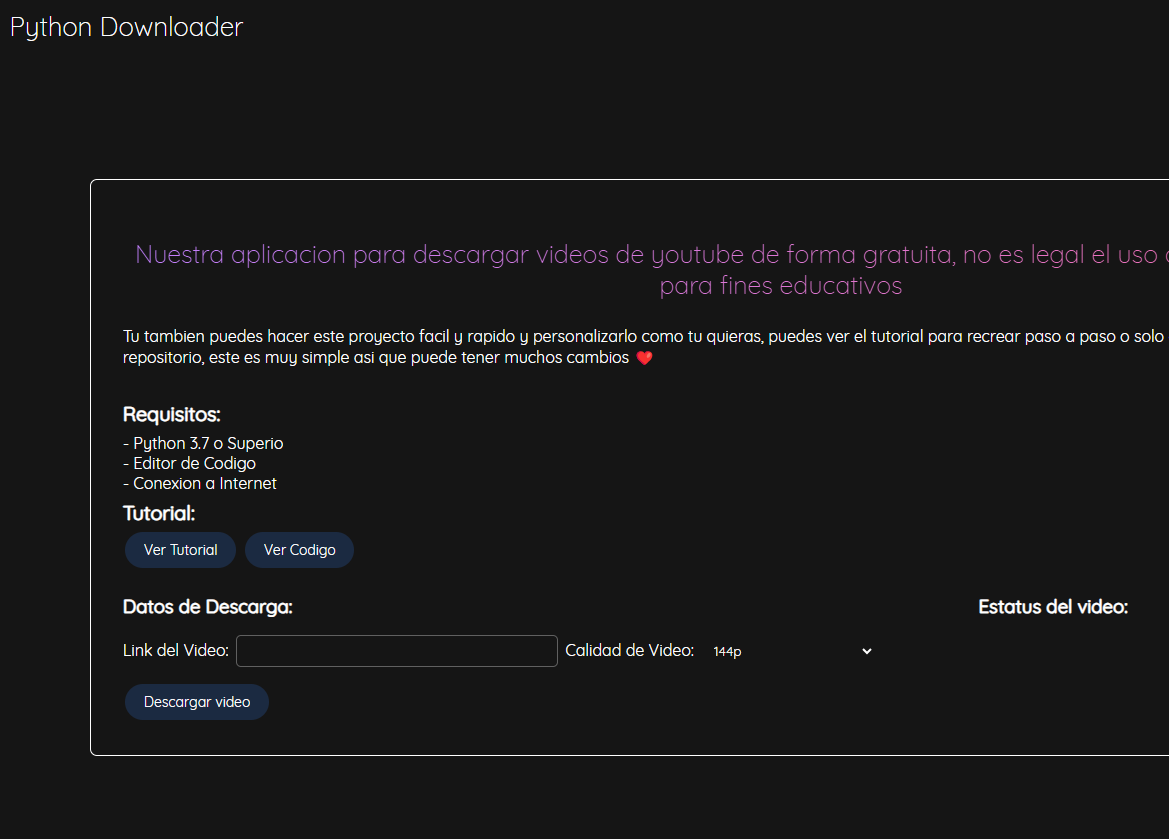 Python Downloader
Nuestra aplicacion para descargar videos de youtube de forma gratuita, no es legal el uso
para fines educativos
Tu tambien puedes hacer este proyecto facil y rapido y personalizarlo como tu quieras, puedes ver el tutorial para recrear paso a paso o solo
repositorio, este es muy simple asi que puede tener muchos cambios ❤️
Requisitos:
- Python 3.7 o Superio
- Editor de Codigo
- Conexion a Internet
Tutorial:
Ver Tutorial Ver Codigo
Datos de Descarga: Estatus del video:
Link del Video: Calidad de Video: 144p
Descargar video